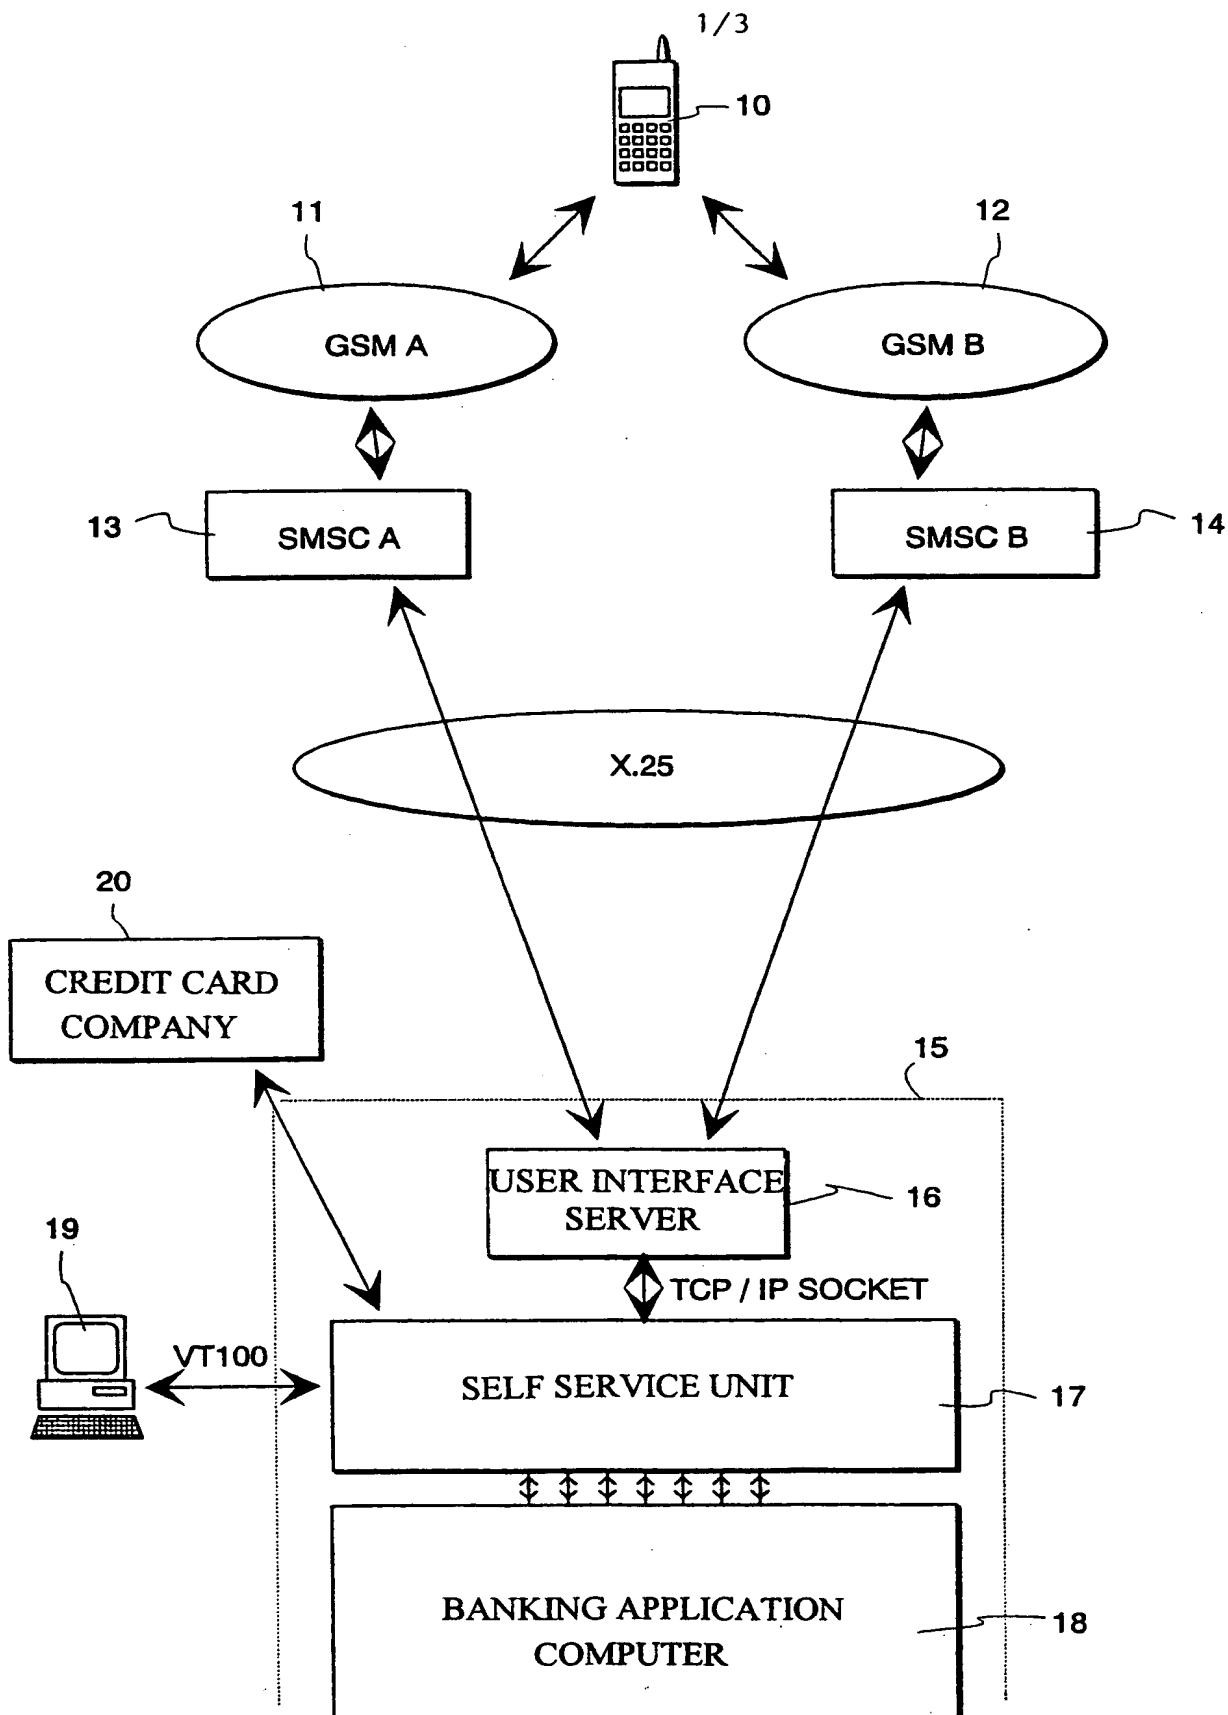 1/3
10
11
12
GSM A
GSM B
13
SMSC A
SMSC B
14
X.25
20
CREDIT CARD
COMPANY
15
USER INTERFACE
SERVER
16
19
TCP / IP SOCKET
VT100
SELF SERVICE UNIT
17
BANKING APPLICATION
COMPUTER
18